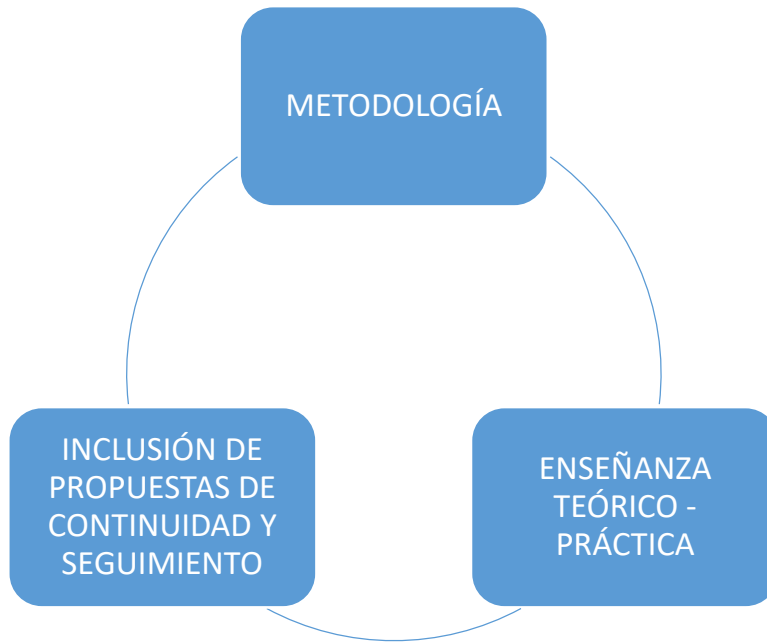 METODOLOGÍA
INCLUSIÓN DE
PROPUESTAS DE
CONTINUIDAD Y
SEGUIMIENTO
ENSEÑANZA
TEÓRICO -
PRÁCTICA